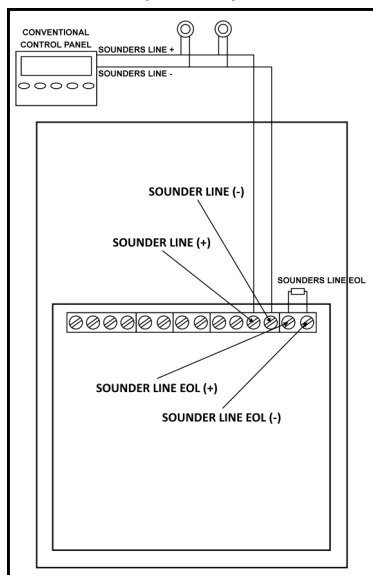 CONVENTIONAL
CONTROL PANEL
SOUNDERS LINE +
SOUNDERS LINE -
SOUNDER LINE (-)
SOUNDER LINE (+)
SOUNDERS LINE EOL
SOUNDER LINE EOL (+)
SOUNDER LINE EOL (-)